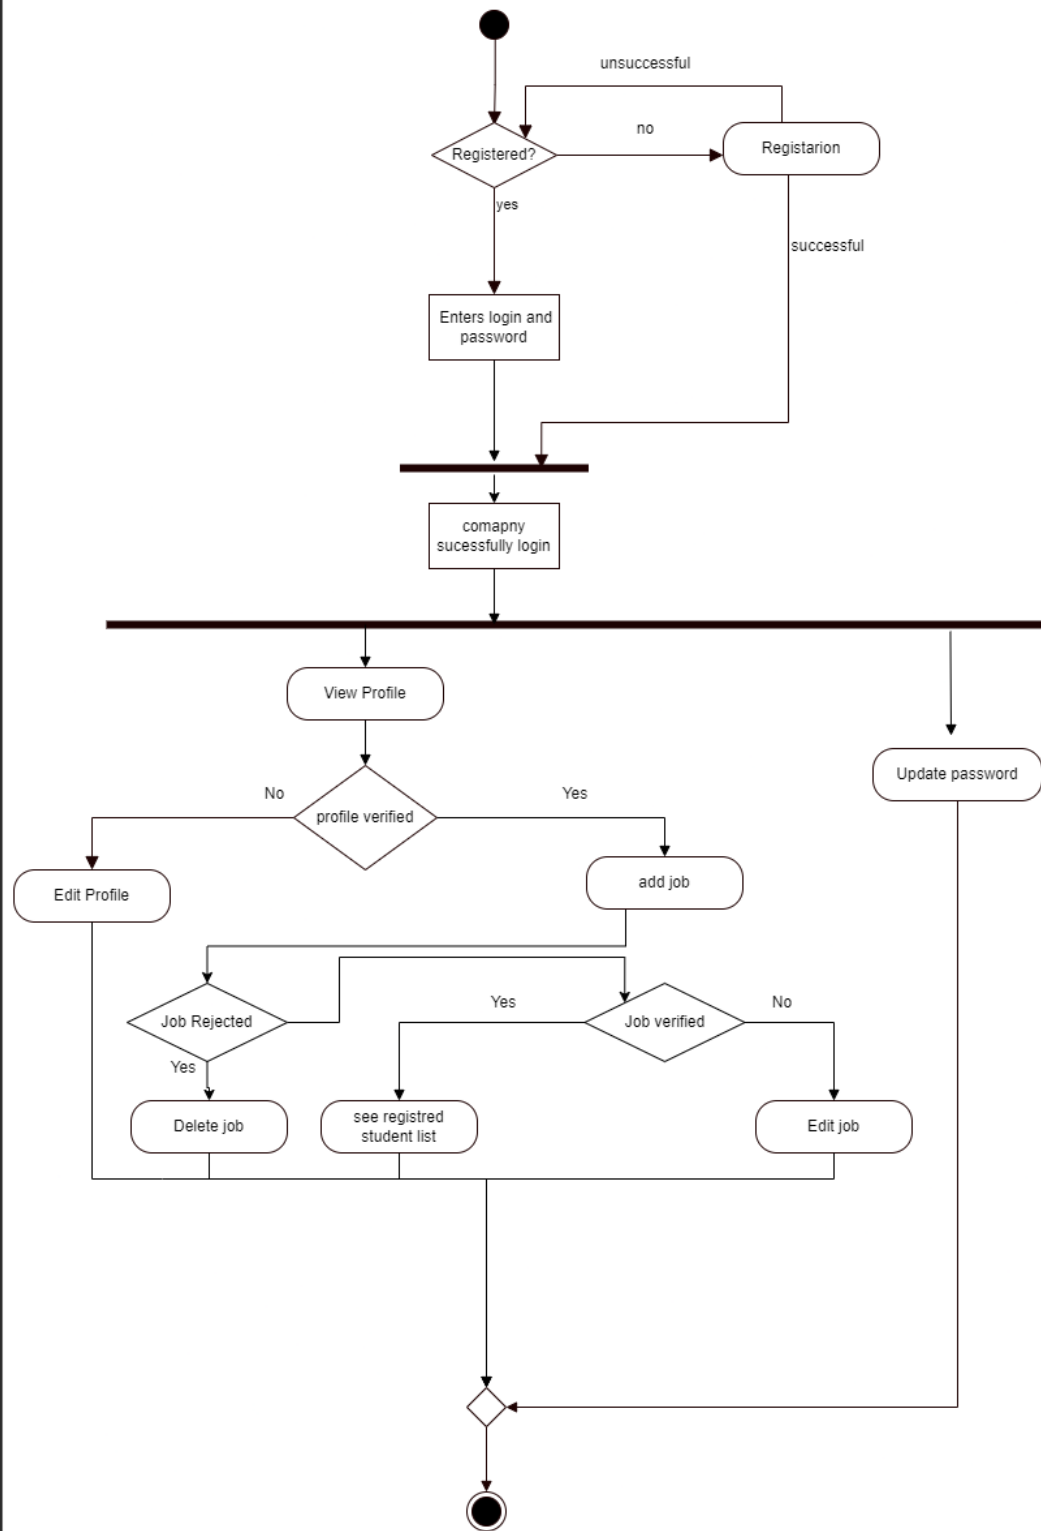 unsuccessful
no
Registered?
Registarion
yes
successful
Enters login and
password
comapny
sucessfully login
View Profile
Update password
No
Yes
profile verified
add job
Edit Profile
Yes
No
Job Rejected
Job verified
Yes
see registred
student list
Delete job
Edit job